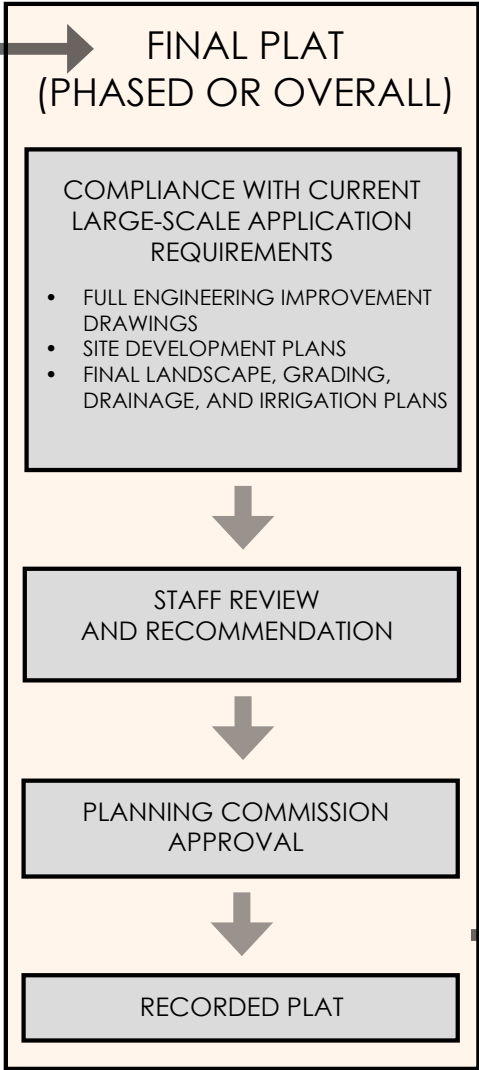 FINAL PLAT
(PHASED OR OVERALL)
COMPLIANCE WITH CURRENT
LARGE-SCALE APPLICATION
REQUIREMENTS
• FULL ENGINEERING IMPROVEMENT
DRAWINGS
• SITE DEVELOPMENT PLANS
• FINAL LANDSCAPE, GRADING,
DRAINAGE, AND IRRIGATION PLANS
STAFF REVIEW
AND RECOMMENDATION
PLANNING COMMISSION
APPROVAL
RECORDED PLAT